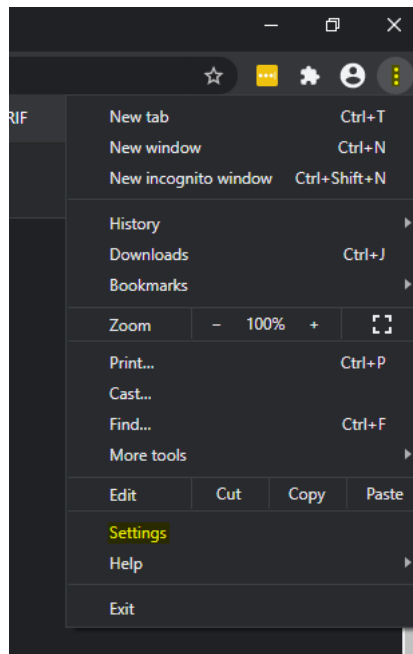 RIF
New tab Ctrl+T
New window Ctrl+N
New incognito window Ctrl+Shift+N
History
Downloads Ctrl+J
Bookmarks
Zoom - 100% +
Print... Ctrl+P
Cast...
Find... Ctrl+F
More tools
Edit Cut Copy Paste
Settings
Help
Exit